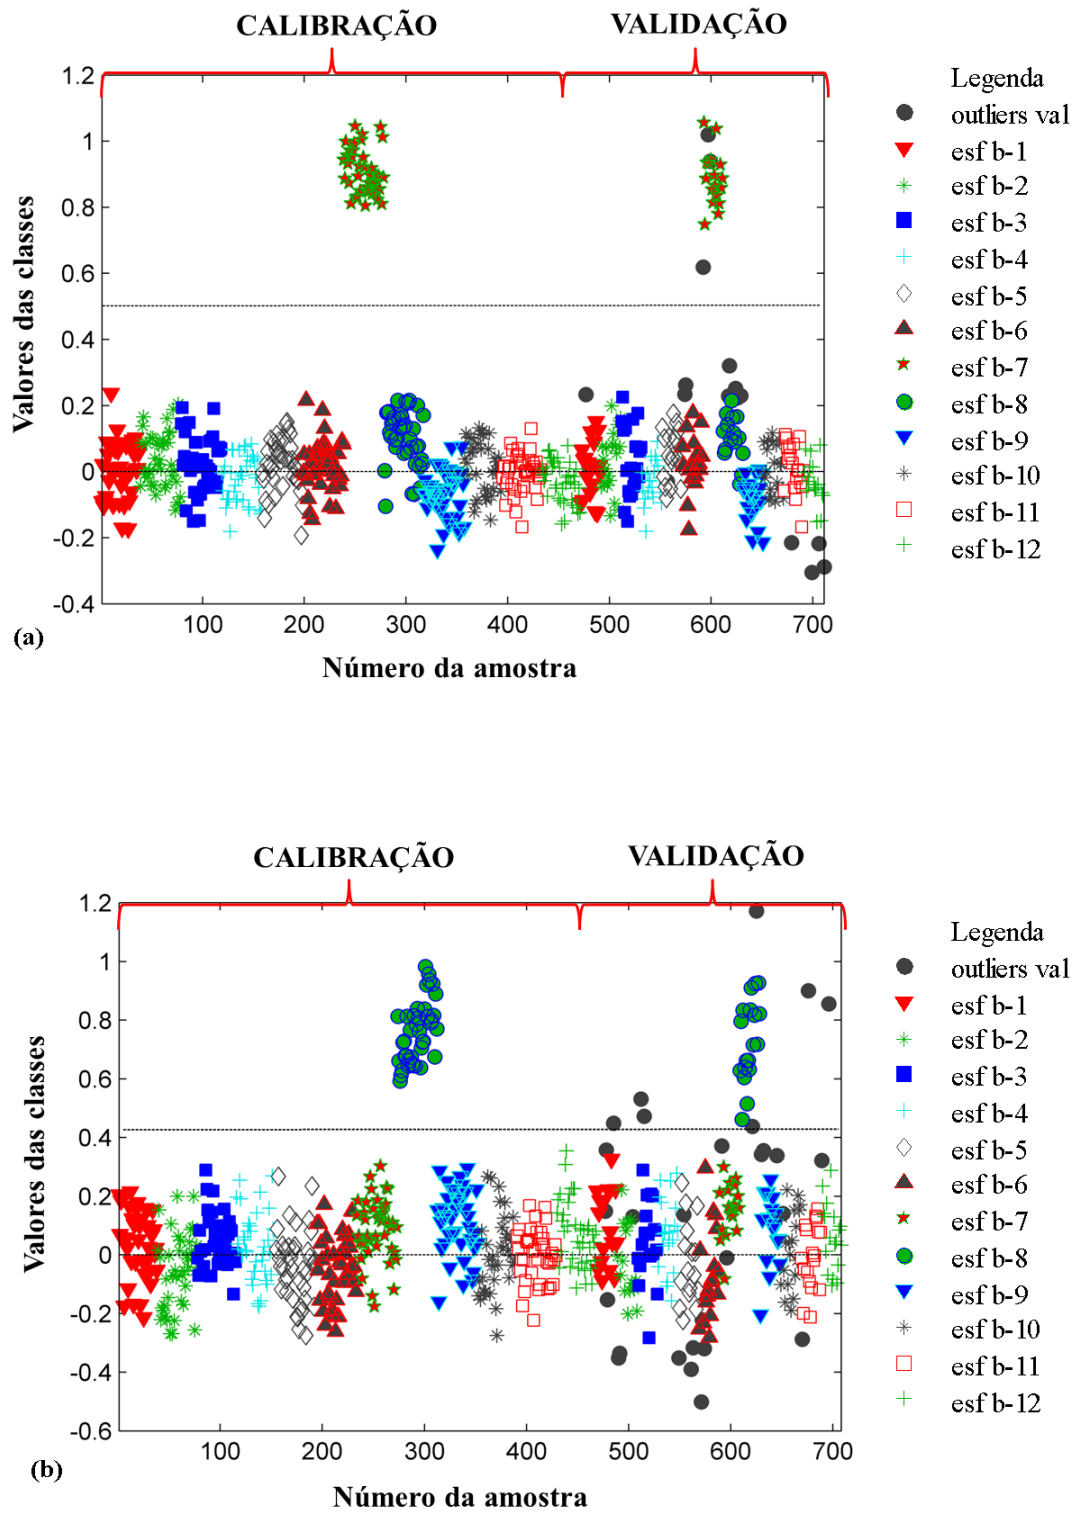 CALIBRAÇÃO VALIDAÇÃO
1.2
1
0.8
0.6
0.4
0.2
0
-0.2
-0.4
Valores das classes
100 200 300 400 500 600 700
Número da amostra
(a)
Legenda
outliers val
esf b-1
esf b-2
esf b-3
esf b-4
esf b-5
esf b-6
esf b-7
esf b-8
esf b-9
esf b-10
esf b-11
esf b-12
CALIBRAÇÃO VALIDAÇÃO
1.2
1
0.8
0.6
0.4
0.2
0
-0.2
-0.4
-0.6
Valores das classes
100 200 300 400 500 600 700
Número da amostra
(b)
Legenda
outliers val
esf b-1
esf b-2
esf b-3
esf b-4
esf b-5
esf b-6
esf b-7
esf b-8
esf b-9
esf b-10
esf b-11
esf b-12